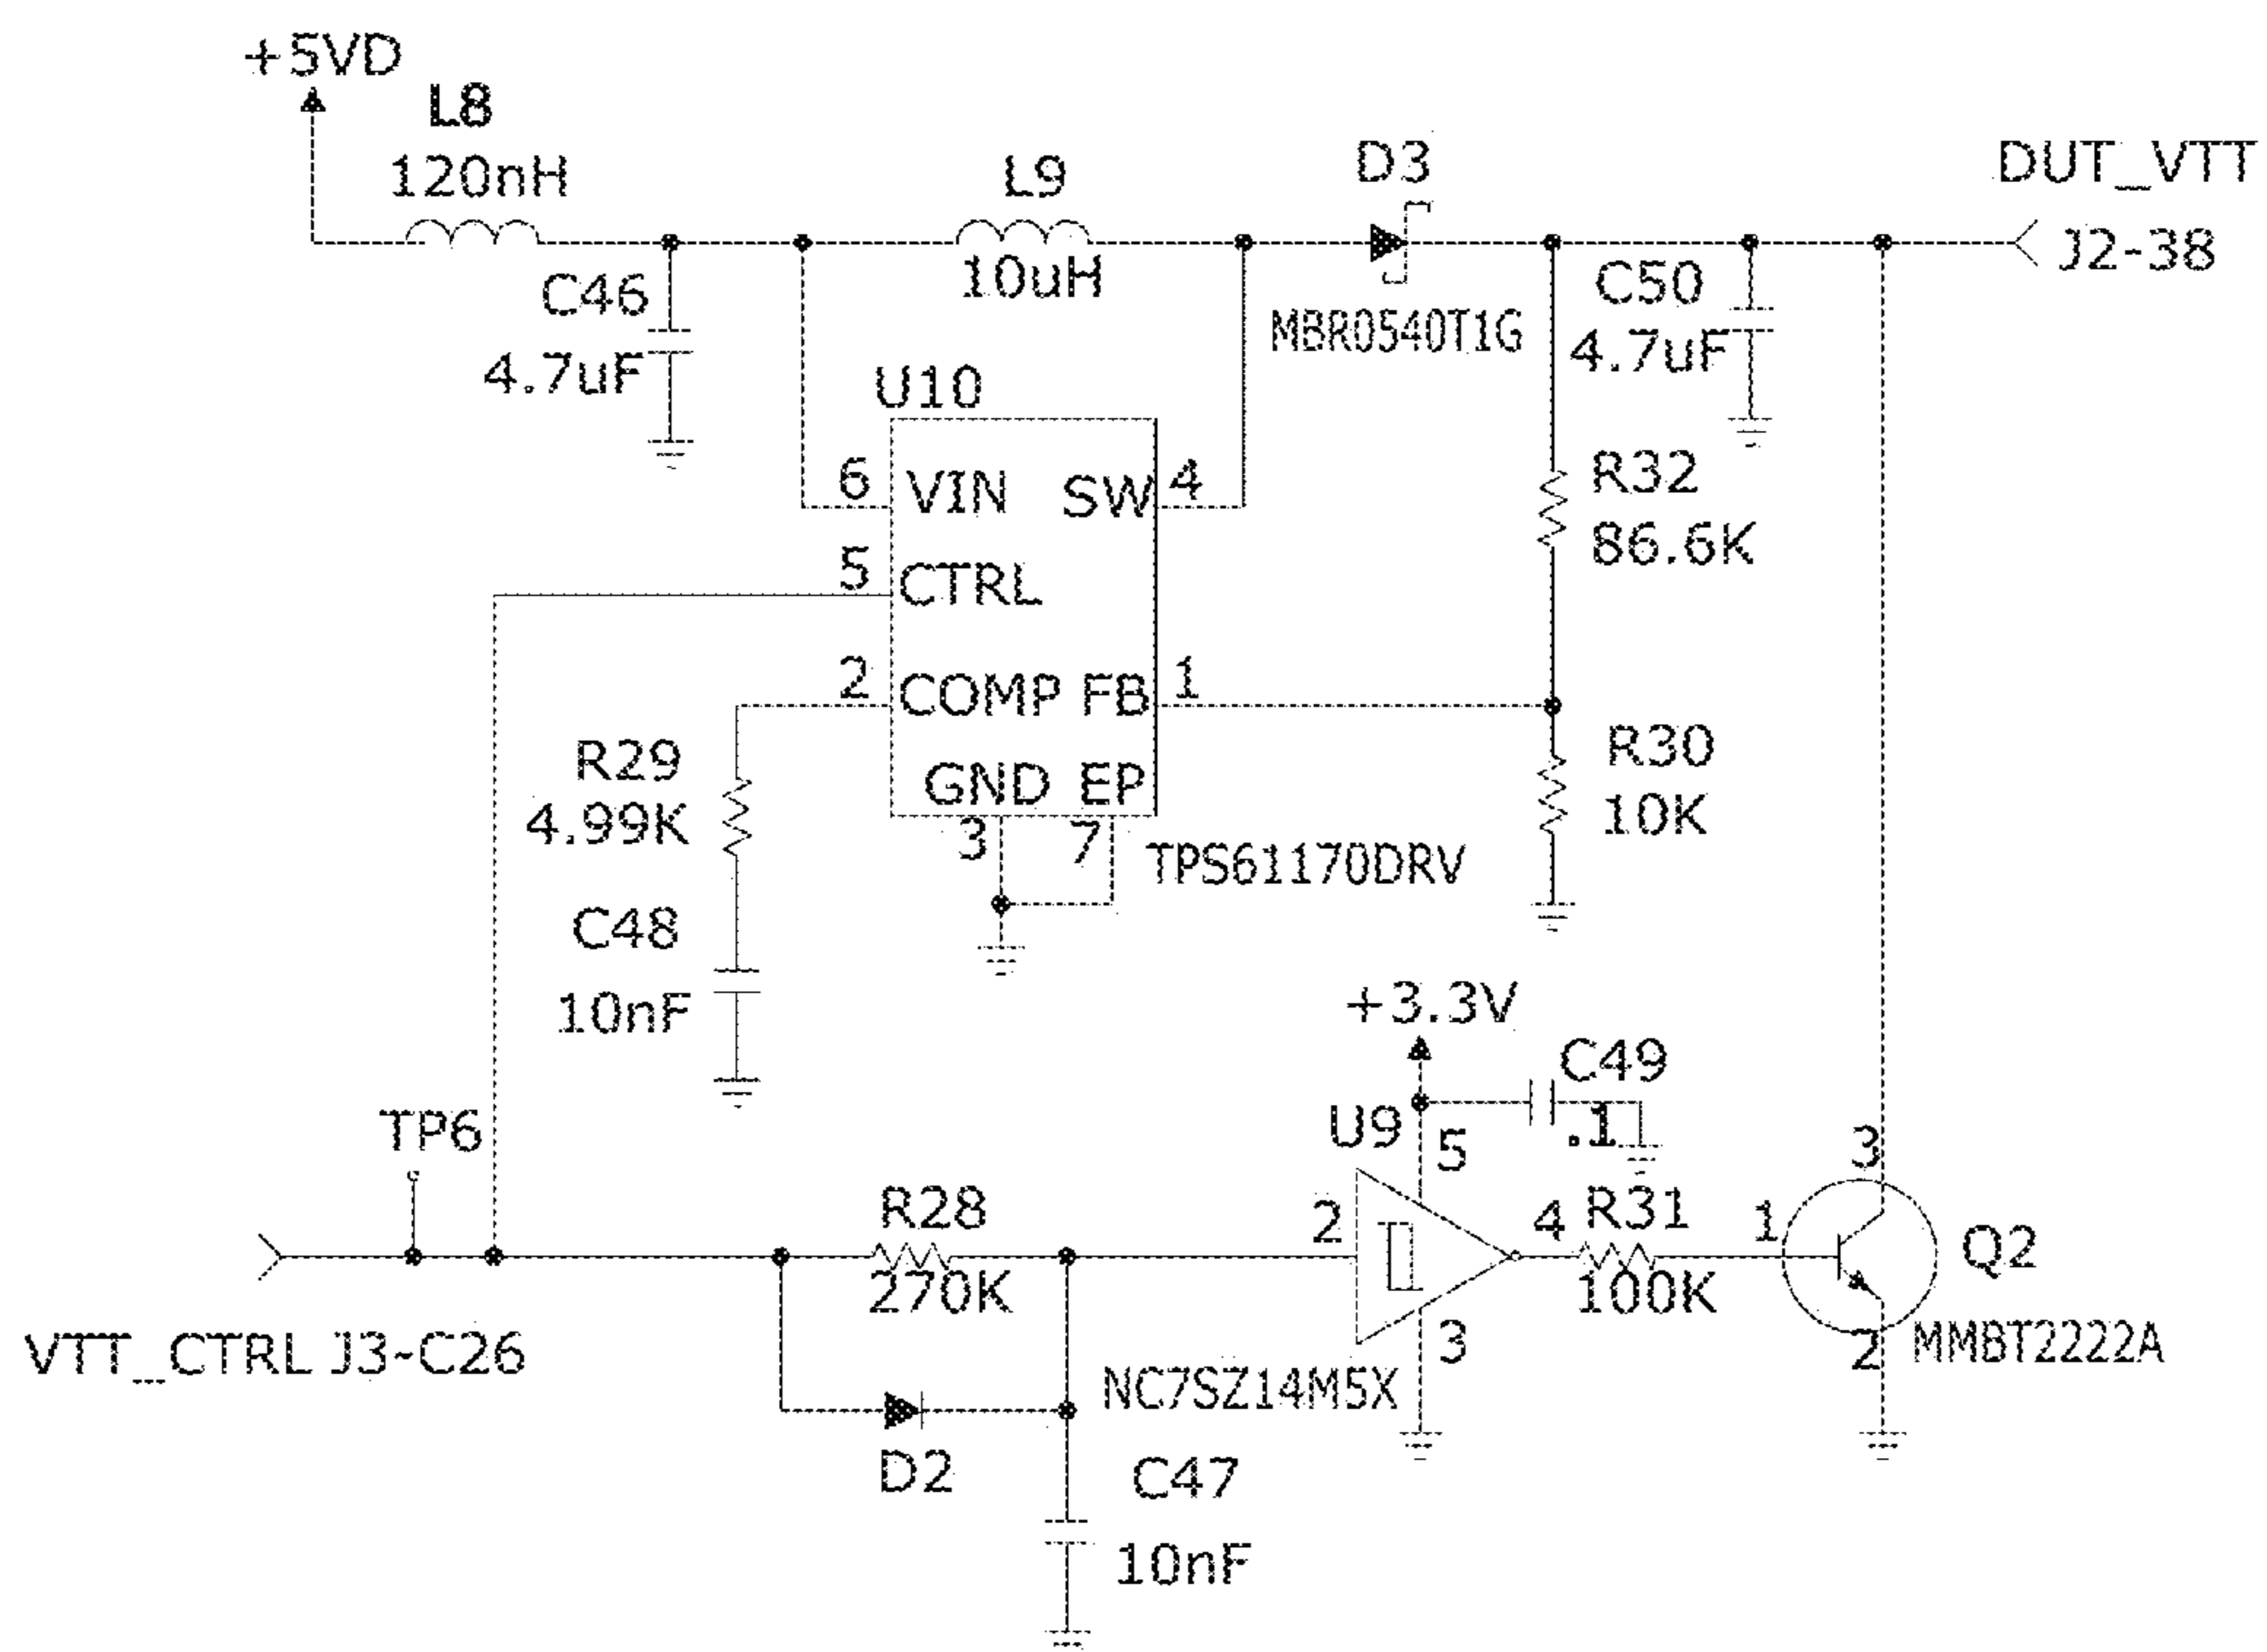 +5VD
L8
120nH
L9
10uH
D3
MBR0540T1G
DUT_VTT
J2-38
C46
4.7uF
C50
4.7uF
U10
6 VIN SW 4
5 CTRL
2 COMP FB 1
GND EP
3 7
TPS61170DRV
R32
86.6K
R30
10K
R29
4.99K
C48
10nF
+3.3V
C49
.1
TP6
U9
5
2
4
3
NC7SZ14M5X
R28
270K
R31
100K
3
1
2
Q2
MMBT2222A
VTT_CTRL J3-C26
D2
C47
10nF